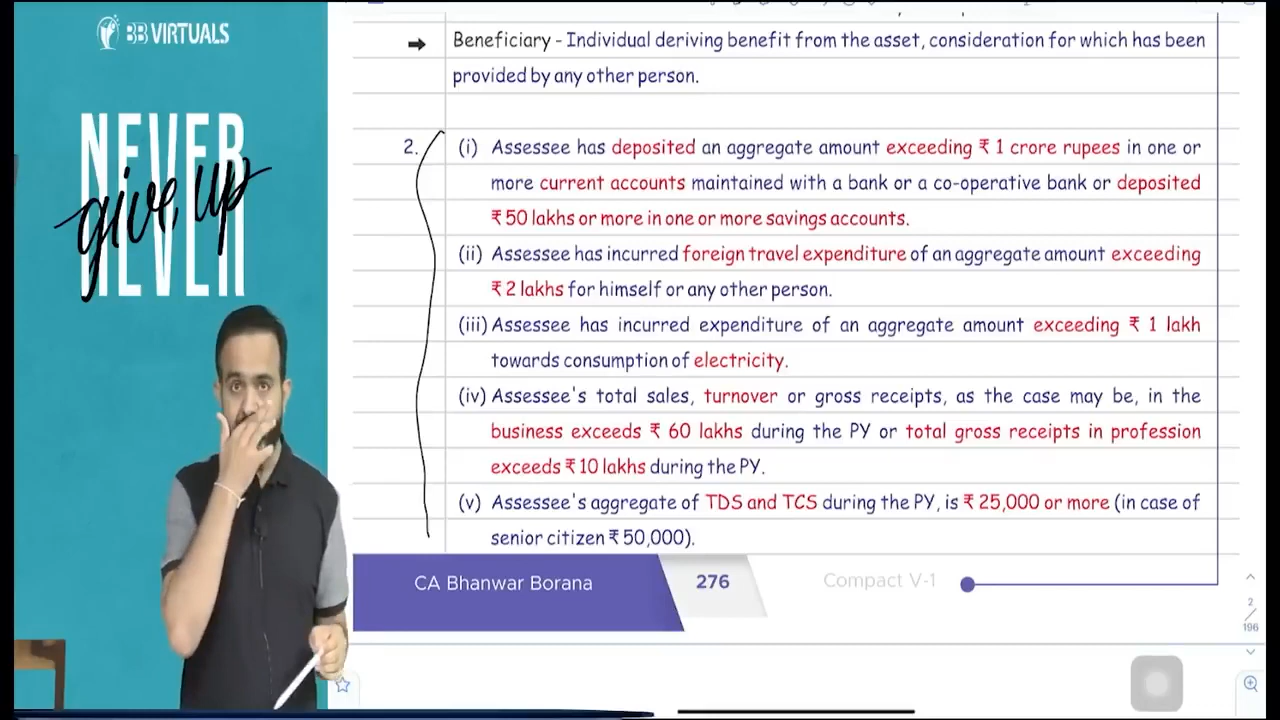 BB VIRTUALS
NEVER
give up
NEVER
➡ Beneficiary - Individual deriving benefit from the asset, consideration for which has been
provided by any other person.
2. (i) Assessee has deposited an aggregate amount exceeding ₹ 1 crore rupees in one or
more current accounts maintained with a bank or a co-operative bank or deposited
₹ 50 lakhs or more in one or more savings accounts.
(ii) Assessee has incurred foreign travel expenditure of an aggregate amount exceeding
₹ 2 lakhs for himself or any other person.
(iii) Assessee has incurred expenditure of an aggregate amount exceeding ₹ 1 lakh
towards consumption of electricity.
(iv) Assessee's total sales, turnover or gross receipts, as the case may be, in the
business exceeds ₹ 60 lakhs during the PY or total gross receipts in profession
exceeds ₹ 10 lakhs during the PY.
(v) Assessee's aggregate of TDS and TCS during the PY, is ₹ 25,000 or more (in case of
senior citizen ₹ 50,000).
CA Bhanwar Borana 276 Compact V-1
2
/
196